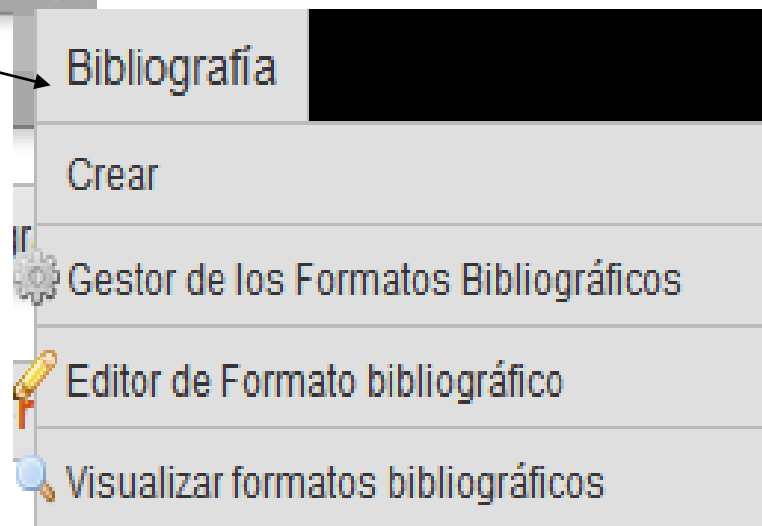 Bibliografía
Crear
Gestor de los Formatos Bibliográficos
Editor de Formato bibliográfico
Visualizar formatos bibliográficos